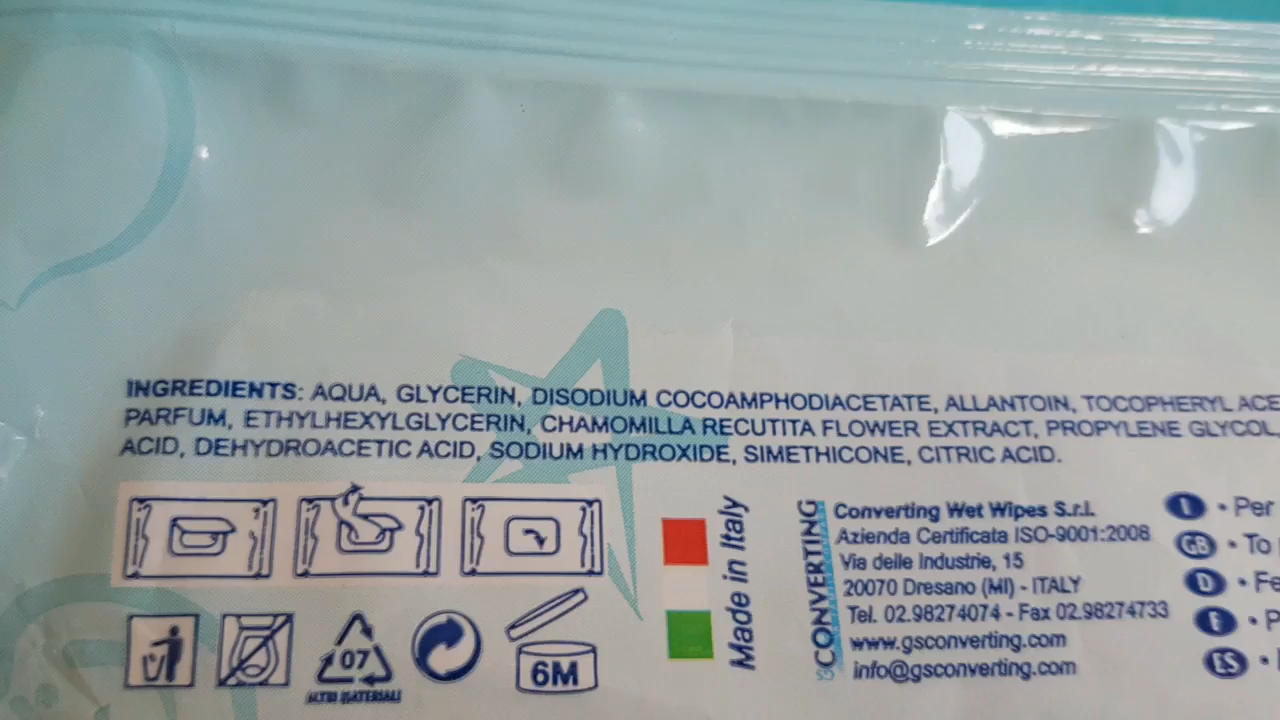 INGREDIENTS: AQUA, GLYCERIN, DISODIUM COCOAMPHODIACETATE, ALLANTOIN, TOCOPHERYL ACE
PARFUM, ETHYLHEXYLGLYCERIN, CHAMOMILLA RECUTITA FLOWER EXTRACT, PROPYLENE GLYCOL,
ACID, DEHYDROACETIC ACID, SODIUM HYDROXIDE, SIMETHICONE, CITRIC ACID.
07
ALTRI MATERIALI
6M
Made in Italy
CONVERTING
Converting Wet Wipes S.r.l.
Azienda Certificata ISO-9001:2008
Via delle Industrie, 15
20070 Dresano (MI) - ITALY
Tel. 02.98274074 - Fax 02.98274733
www.gsconverting.com
info@gsconverting.com
I • Per
GB • To
D • Fe
F • P
ES •